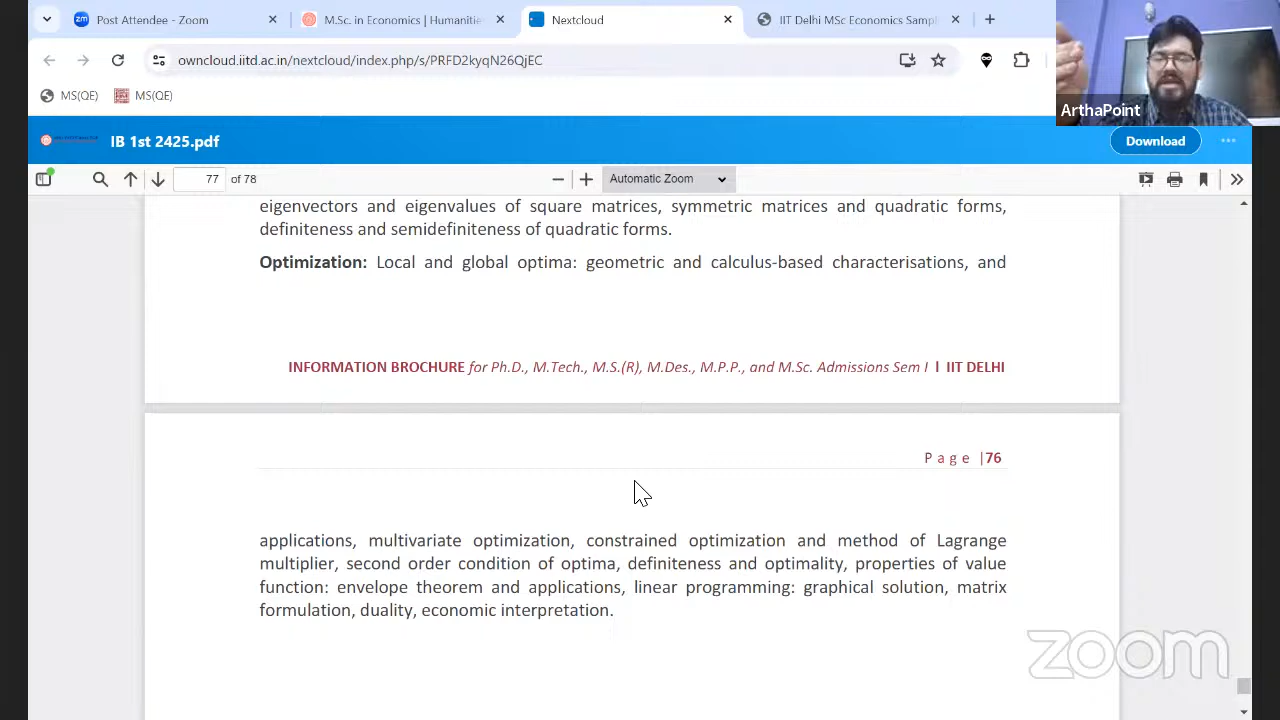 Post Attendee - Zoom
M.Sc. in Economics | Humanitie
Nextcloud
IIT Delhi MSc Economics Sampl
owncloud.iitd.ac.in/nextcloud/index.php/s/PRFD2kyqN26QjEC
MS(QE)
MS(QE)
ArthaPoint
IB 1st 2425.pdf
Download
77 of 78
Automatic Zoom
eigenvectors and eigenvalues of square matrices, symmetric matrices and quadratic forms,
definiteness and semidefiniteness of quadratic forms.
Optimization: Local and global optima: geometric and calculus-based characterisations, and
INFORMATION BROCHURE for Ph.D., M.Tech., M.S.(R), M.Des., M.P.P., and M.Sc. Admissions Sem I l IIT DELHI
Page |76
applications, multivariate optimization, constrained optimization and method of Lagrange
multiplier, second order condition of optima, definiteness and optimality, properties of value
function: envelope theorem and applications, linear programming: graphical solution, matrix
formulation, duality, economic interpretation.
zoom